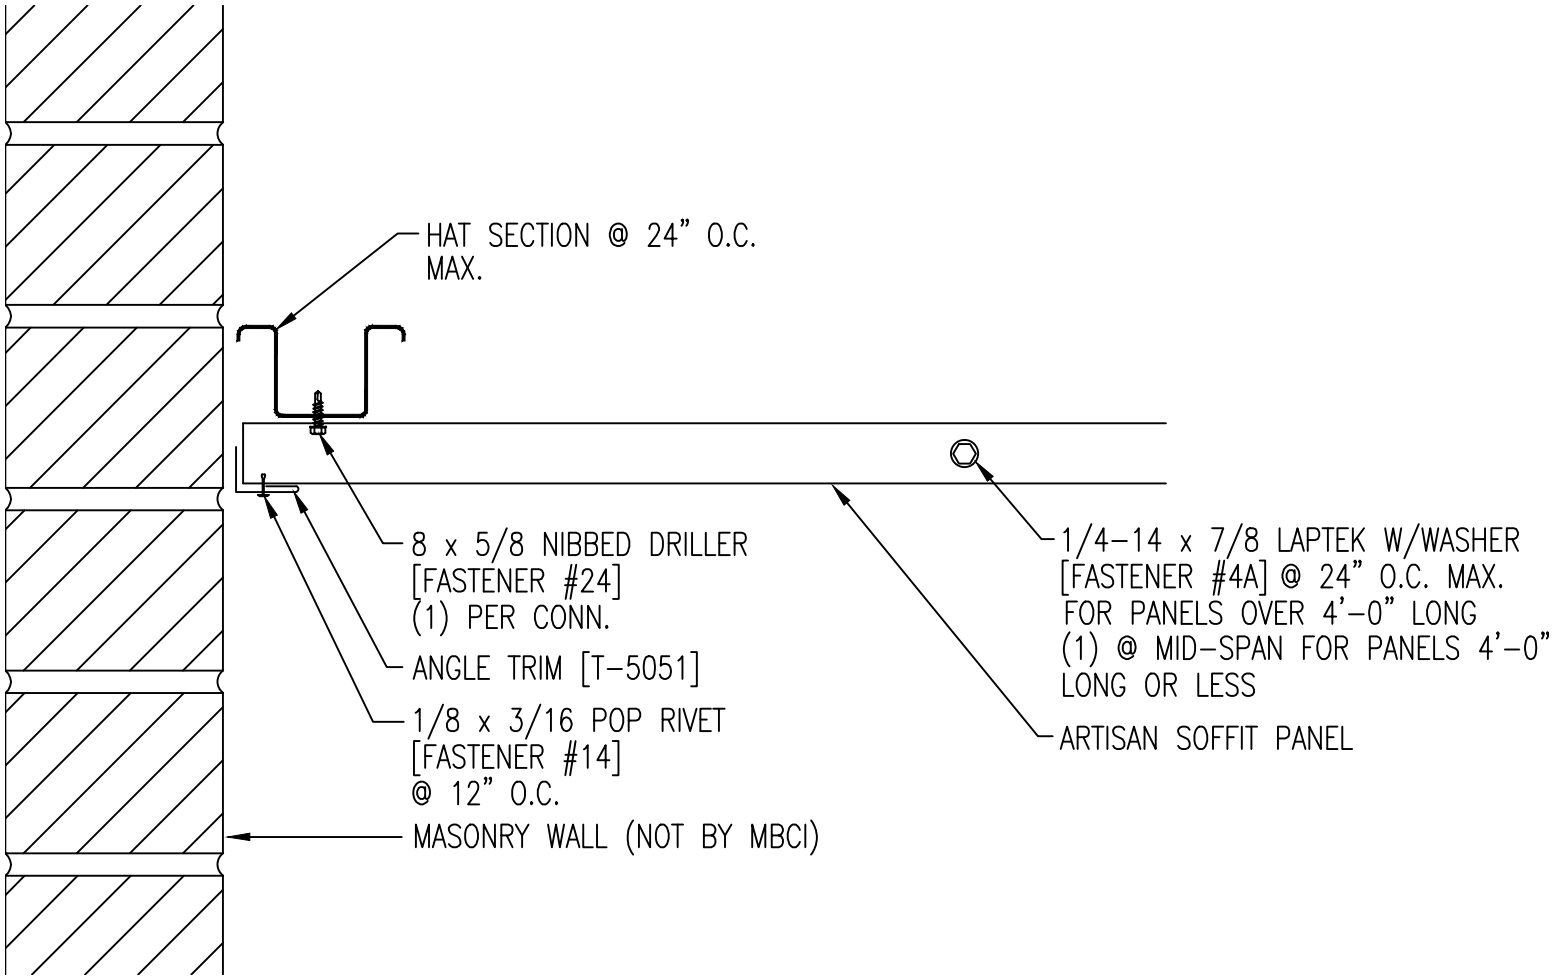 HAT SECTION @ 24" O.C.
MAX.
8 x 5/8 NIBBED DRILLER
[FASTENER #24]
(1) PER CONN.
ANGLE TRIM [T-5051]
1/8 x 3/16 POP RIVET
[FASTENER #14]
@ 12" O.C.
MASONRY WALL (NOT BY MBCI)
1/4-14 x 7/8 LAPTEK W/WASHER
[FASTENER #4A] @ 24" O.C. MAX.
FOR PANELS OVER 4'-0" LONG
(1) @ MID-SPAN FOR PANELS 4'-0"
LONG OR LESS
ARTISAN SOFFIT PANEL